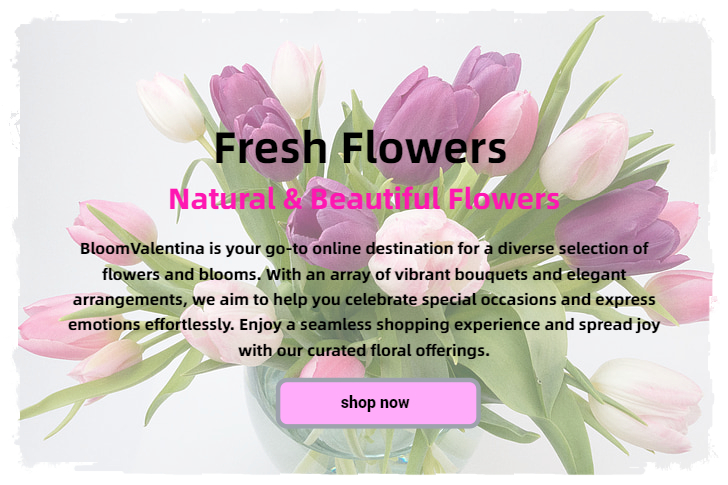 Fresh Flowers
Natural & Beautiful Flowers
BloomValentina is your go-to online destination for a diverse selection of
flowers and blooms. With an array of vibrant bouquets and elegant
arrangements, we aim to help you celebrate special occasions and express
emotions effortlessly. Enjoy a seamless shopping experience and spread joy
with our curated floral offerings.
shop now